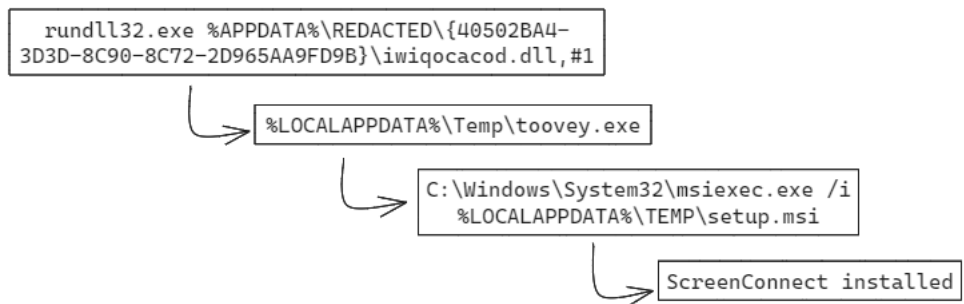 rundll32.exe %APPDATA%\REDACTED\{40502BA4-
3D3D-8C90-8C72-2D965AA9FD9B}\iwiqocacod.dll,#1
%LOCALAPPDATA%\Temp\toovey.exe
C:\Windows\System32\msiexec.exe /i
%LOCALAPPDATA%\TEMP\setup.msi
ScreenConnect installed